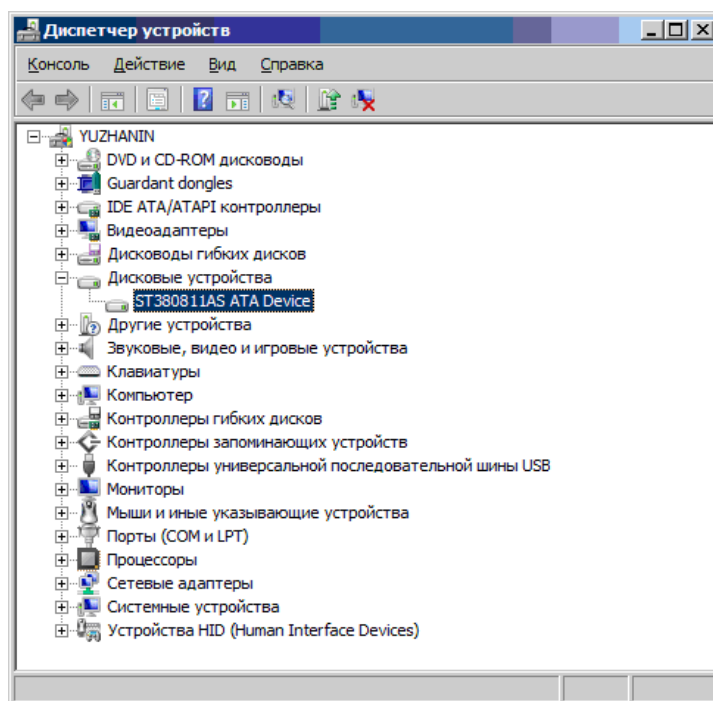 Диспетчер устройств
Консоль Действие Вид Справка
YUZHANIN
DVD и CD-ROM дисководы
Guardant dongles
IDE ATA/ATAPI контроллеры
Видеоадаптеры
Дисководы гибких дисков
Дисковые устройства
ST380811AS ATA Device
Другие устройства
Звуковые, видео и игровые устройства
Клавиатуры
Компьютер
Контроллеры гибких дисков
Контроллеры запоминающих устройств
Контроллеры универсальной последовательной шины USB
Мониторы
Мыши и иные указывающие устройства
Порты (COM и LPT)
Процессоры
Сетевые адаптеры
Системные устройства
Устройства HID (Human Interface Devices)